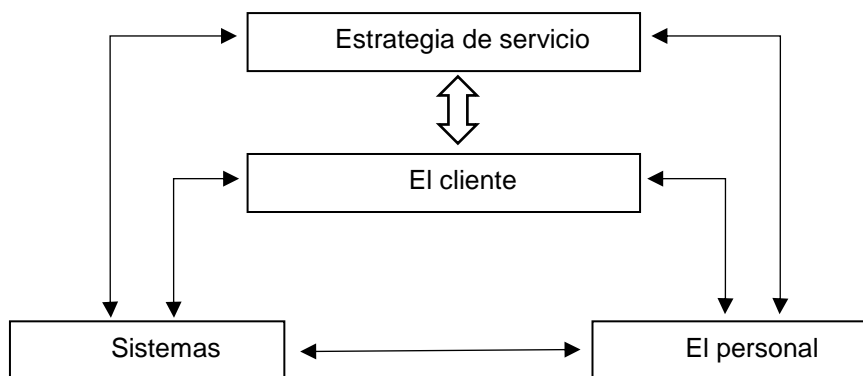 Estrategia de servicio
El cliente
Sistemas
El personal